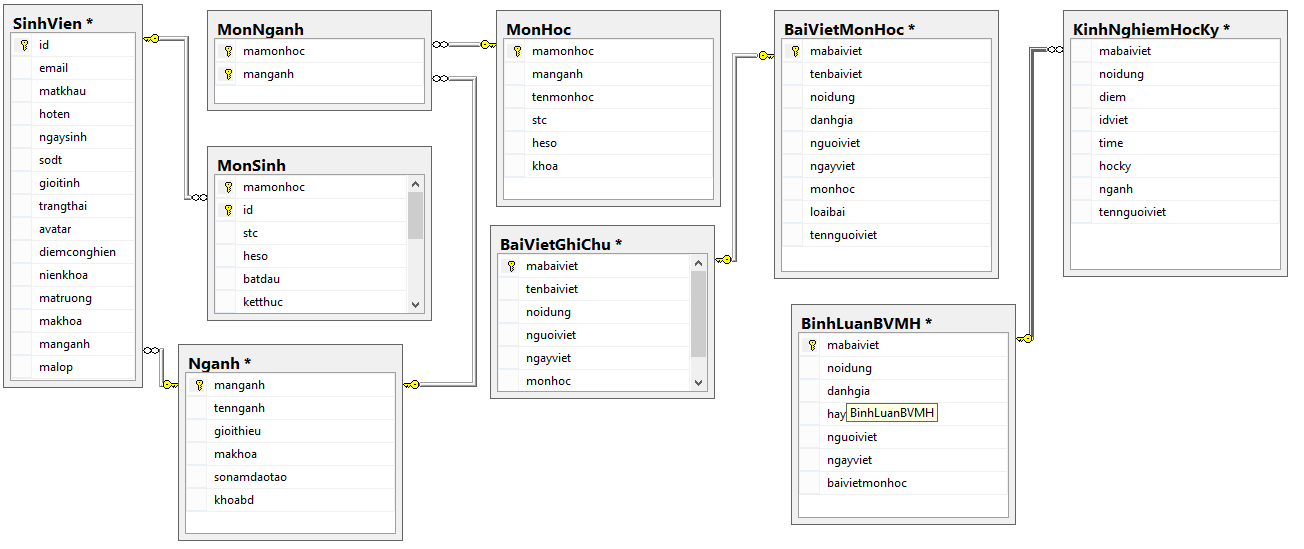 SinhVien *
id
email
matkhau
hoten
ngaysinh
sodt
gioitinh
trangthai
avatar
diemconghien
nienkhoa
matruong
makhoa
manganh
malop
MonNganh
mamonhoc
manganh
MonSinh
mamonhoc
id
stc
heso
batdau
ketthuc
Nganh *
manganh
tennganh
gioithieu
makhoa
sonamdaotao
khoabd
MonHoc
mamonhoc
manganh
tenmonhoc
stc
heso
khoa
BaiVietGhiChu *
mabaiviet
tenbaiviet
noidung
nguoiviet
ngayviet
monhoc
BaiVietMonHoc *
mabaiviet
tenbaiviet
noidung
danhgia
nguoiviet
ngayviet
monhoc
loaibai
tennguoiviet
BinhLuanBVMH *
mabaiviet
noidung
danhgia
hay
BinhLuanBVMH
nguoiviet
ngayviet
baivietmonhoc
KinhNghiemHocKy *
mabaiviet
noidung
diem
idviet
time
hocky
nganh
tennguoiviet